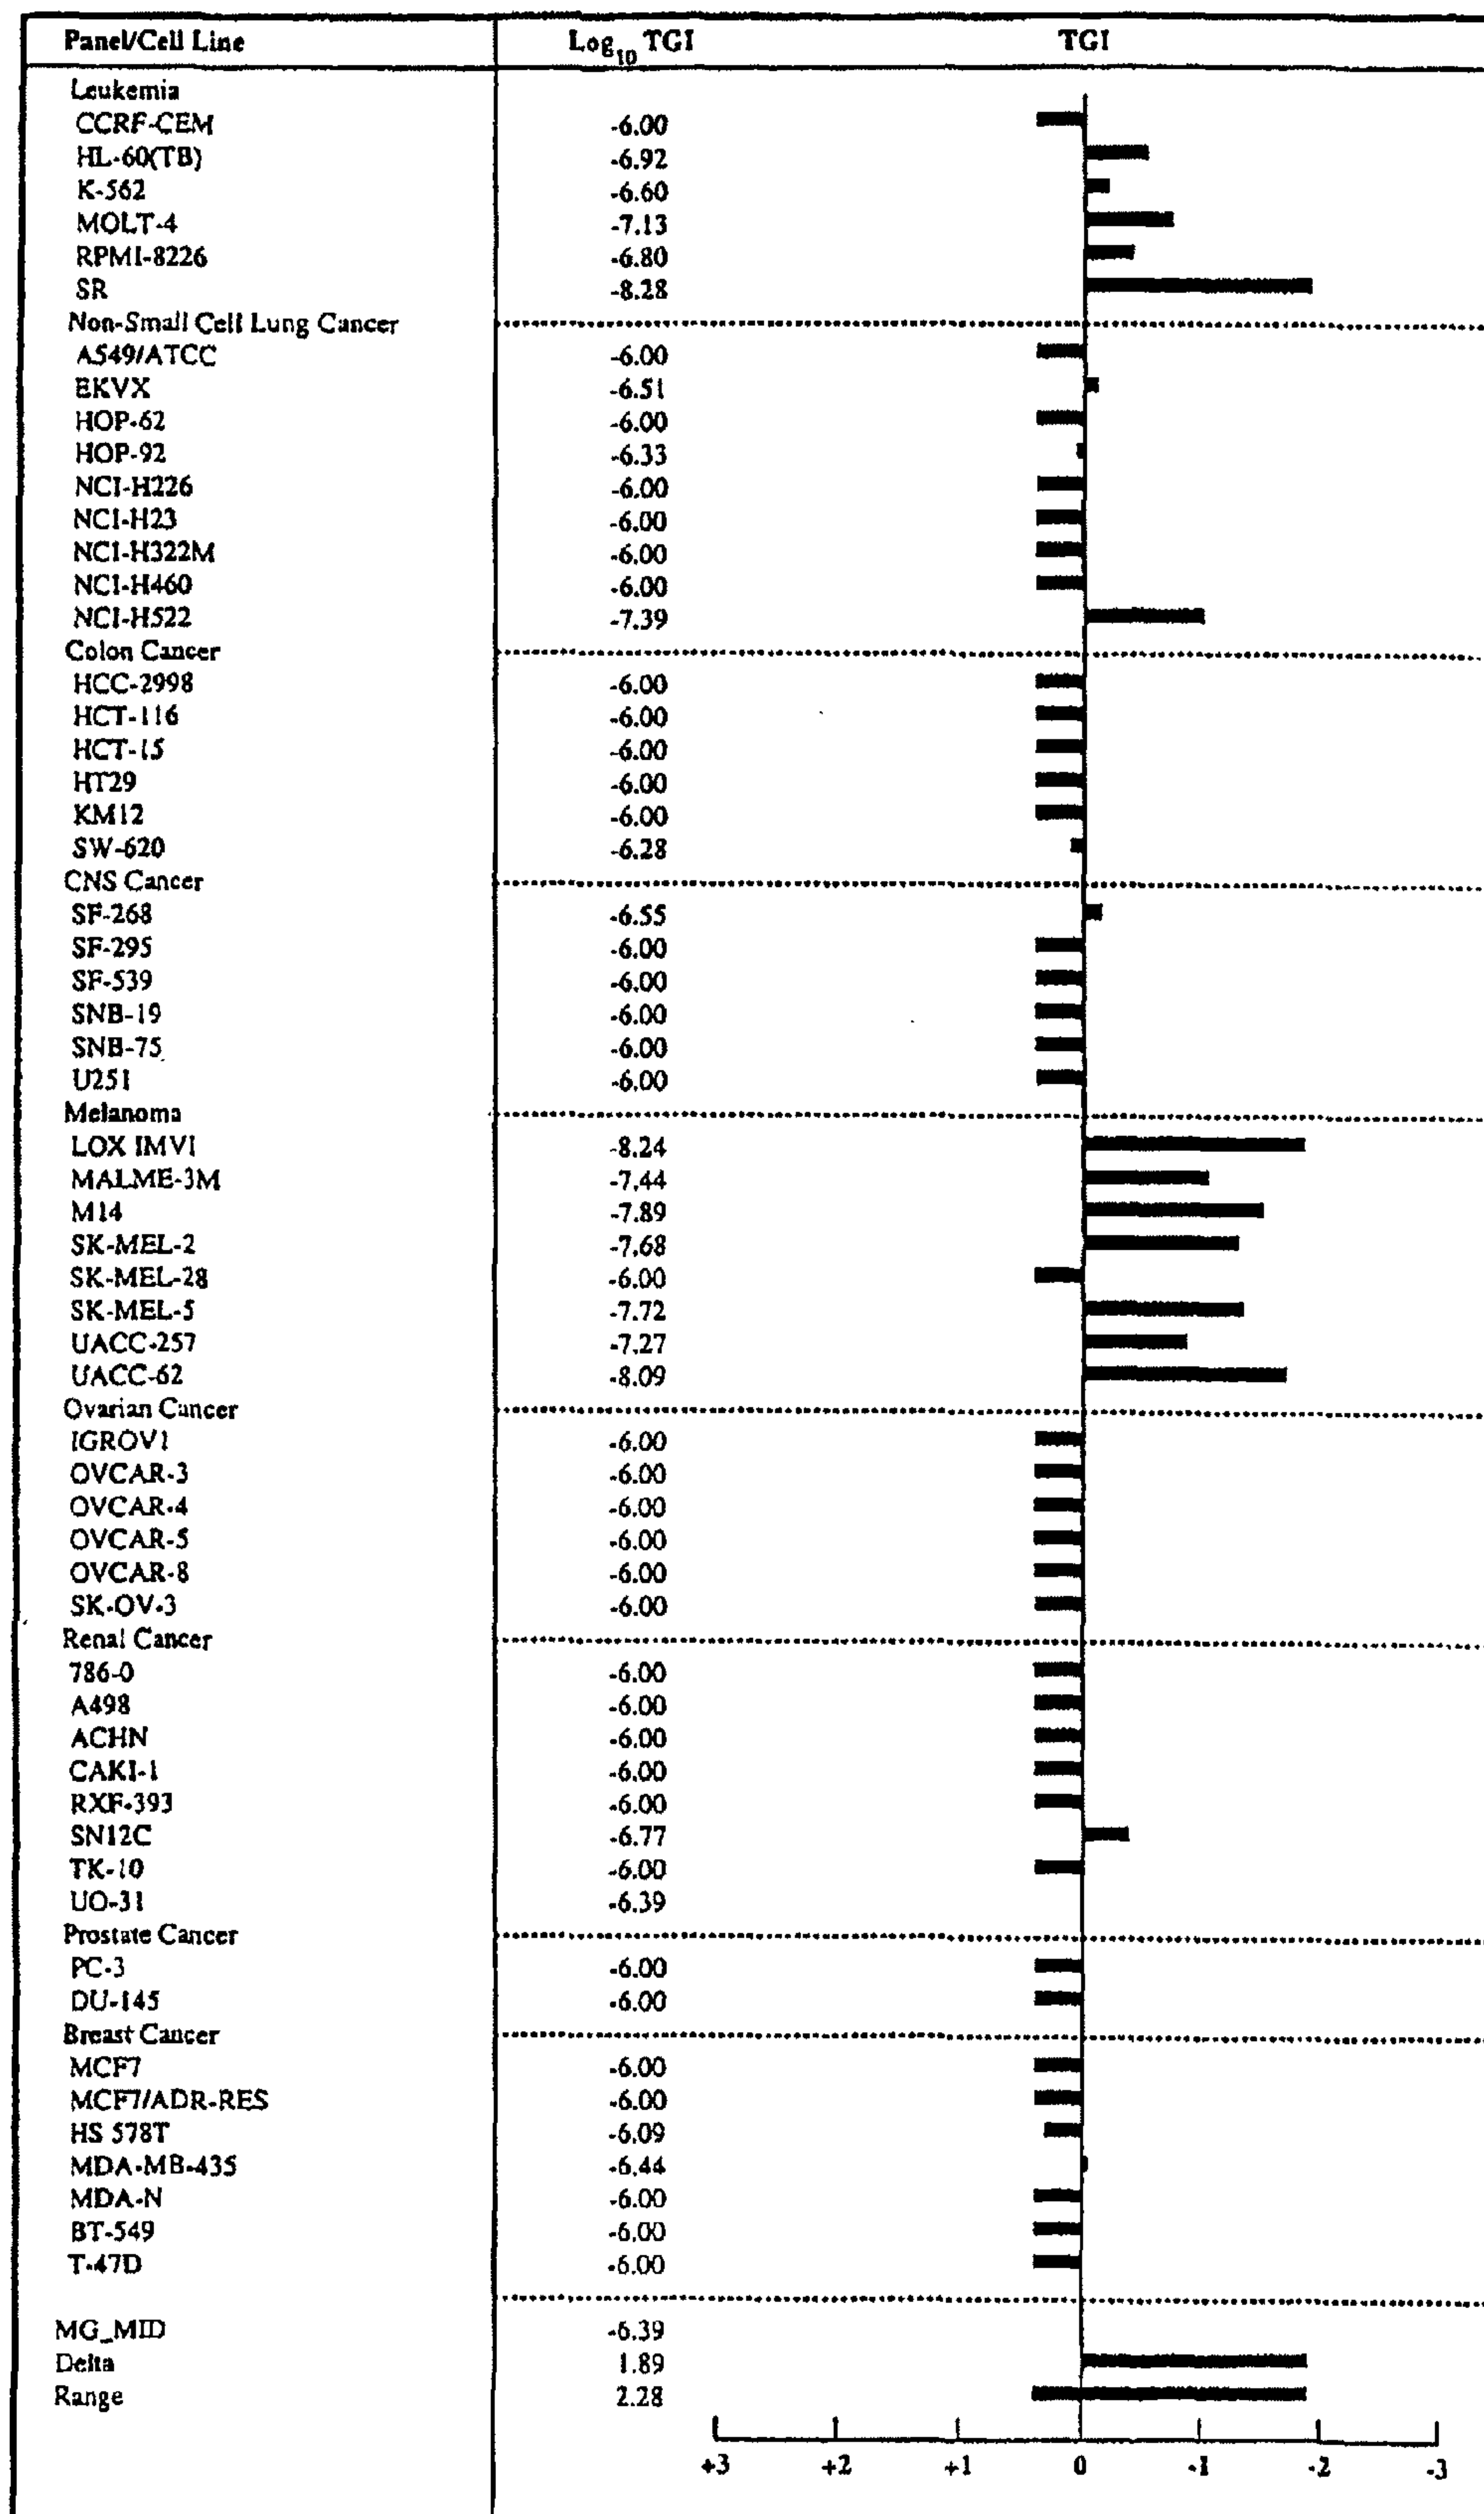 Panel/Cell Line Log10 TGI TGI
Leukemia
CCRF-CEM -6.00
HL-60(TB) -6.92
K-562 -6.60
MOLT-4 -7.13
RPMI-8226 -6.80
SR -8.28
Non-Small Cell Lung Cancer
A549/ATCC -6.00
EKVX -6.51
HOP-62 -6.00
HOP-92 -6.33
NCI-H226 -6.00
NCI-H23 -6.00
NCI-H322M -6.00
NCI-H460 -6.00
NCI-H522 -7.39
Colon Cancer
HCC-2998 -6.00
HCT-116 -6.00
HCT-15 -6.00
HT29 -6.00
KM12 -6.00
SW-620 -6.28
CNS Cancer
SF-268 -6.55
SF-295 -6.00
SF-539 -6.00
SNB-19 -6.00
SNB-75 -6.00
U251 -6.00
Melanoma
LOX IMVI -8.24
MALME-3M -7.44
M14 -7.89
SK-MEL-2 -7.68
SK-MEL-28 -6.00
SK-MEL-5 -7.72
UACC-257 -7.27
UACC-62 -8.09
Ovarian Cancer
IGROV1 -6.00
OVCAR-3 -6.00
OVCAR-4 -6.00
OVCAR-5 -6.00
OVCAR-8 -6.00
SK-OV-3 -6.00
Renal Cancer
786-0 -6.00
A498 -6.00
ACHN -6.00
CAKI-1 -6.00
RXF-393 -6.00
SN12C -6.77
TK-10 -6.00
UO-31 -6.39
Prostate Cancer
PC-3 -6.00
DU-145 -6.00
Breast Cancer
MCF7 -6.00
MCF7/ADR-RES -6.00
HS 578T -6.09
MDA-MB-435 -6.44
MDA-N -6.00
BT-549 -6.00
T-47D -6.00
MG_MID -6.39
Delta 1.89
Range 2.28
+3 +2 +1 0 -1 -2 -3